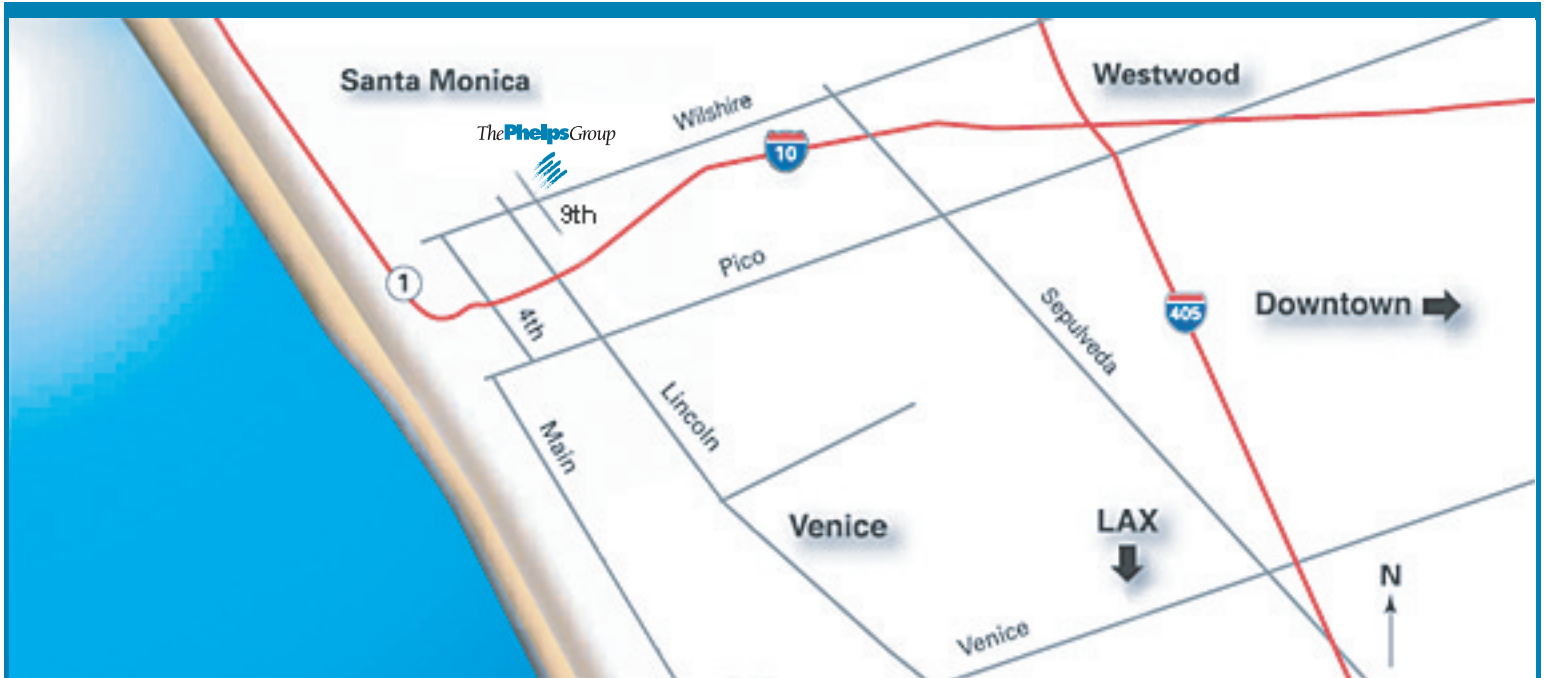 Santa Monica
Westwood
Wilshire
ThePhelpsGroup
10
9th
Pico
1
4th
Sepulveda
405
Downtown
Lincoln
Main
Venice
LAX
N
Venice